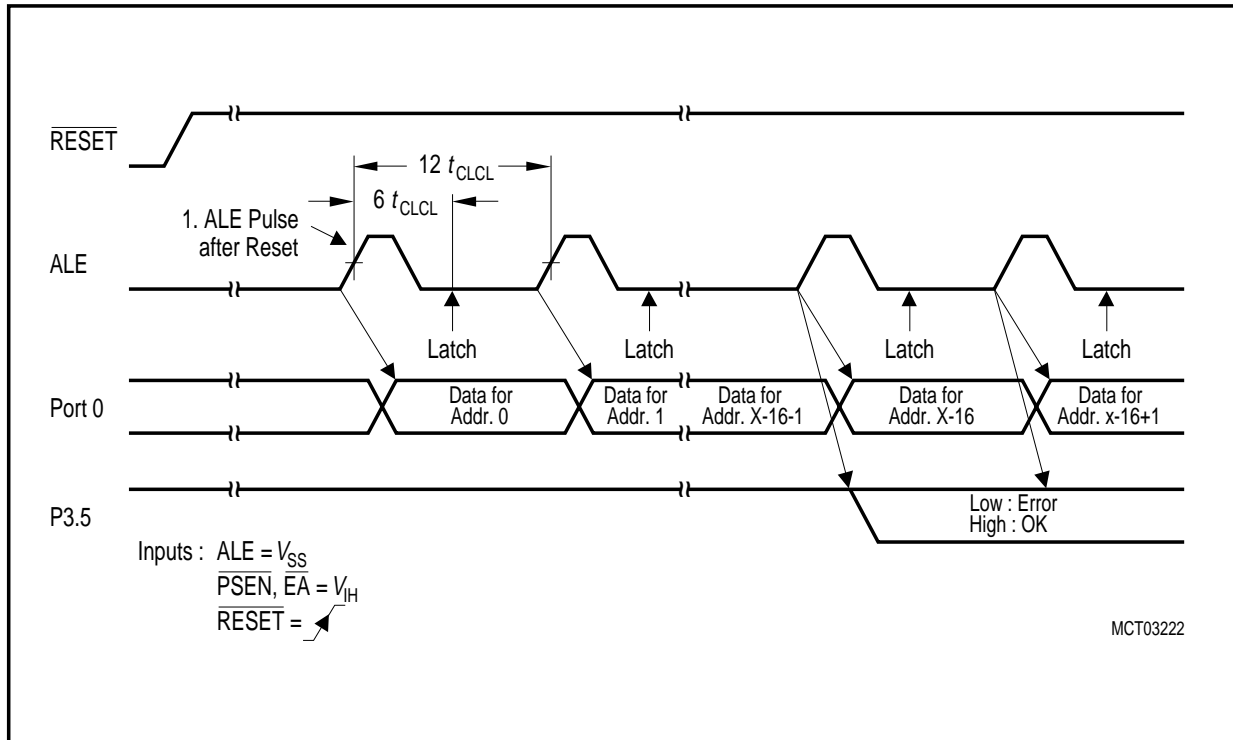 RESET
12 tCLCL
6 tCLCL
1. ALE Pulse
after Reset
ALE
Latch
Latch
Latch
Latch
Port 0
Data for
Addr. 0
Data for
Addr. 1
Data for
Addr. X-16-1
Data for
Addr. X-16
Data for
Addr. x-16+1
P3.5
Low : Error
High : OK
Inputs : ALE = VSS
PSEN, EA = VIH
RESET =
MCT03222